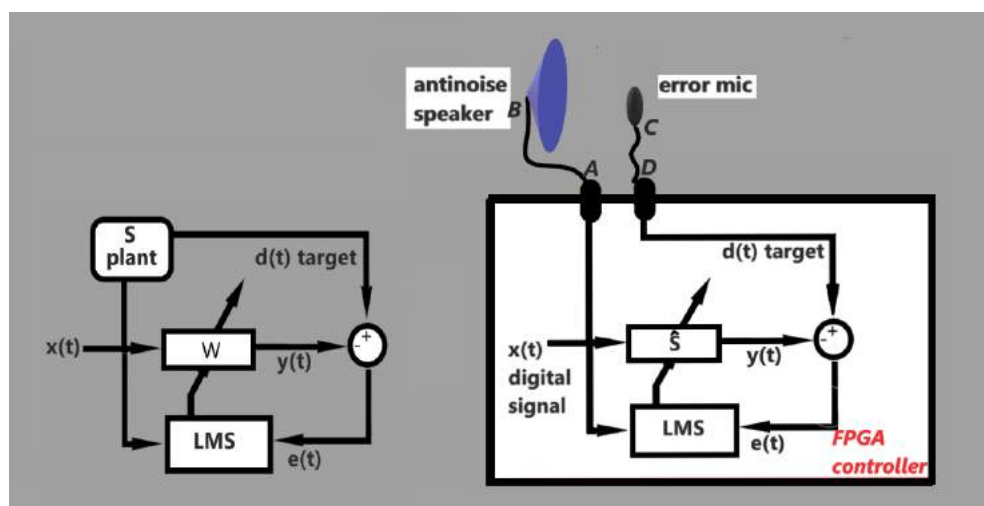 S
plant
d(t) target
x(t)
W
y(t)
LMS
e(t)
antinoise
speaker
B
error mic
C
A
D
d(t) target
x(t)
digital
signal
Ŝ
y(t)
LMS
e(t)
FPGA
controller
+
-
+
-